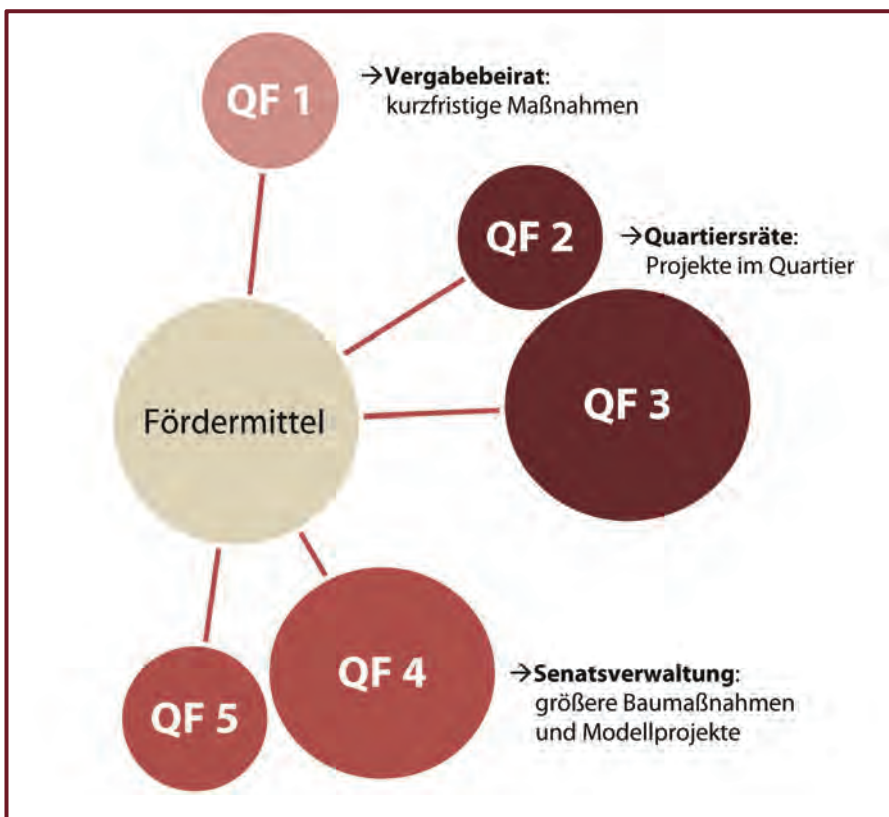 QF 1
→Vergabebeirat:
kurzfristige Maßnahmen
QF 2
→Quartiersräte:
Projekte im Quartier
QF 3
Fördermittel
QF 4
→Senatsverwaltung:
größere Baumaßnahmen
und Modellprojekte
QF 5